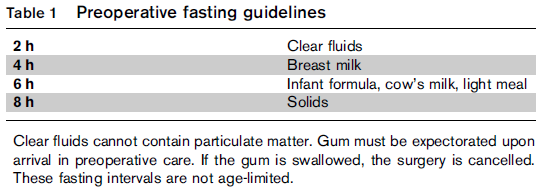 Table 1 Preoperative fasting guidelines
2 h Clear fluids
4 h Breast milk
6 h Infant formula, cow's milk, light meal
8 h Solids
Clear fluids cannot contain particulate matter. Gum must be expectorated upon
arrival in preoperative care. If the gum is swallowed, the surgery is cancelled.
These fasting intervals are not age-limited.